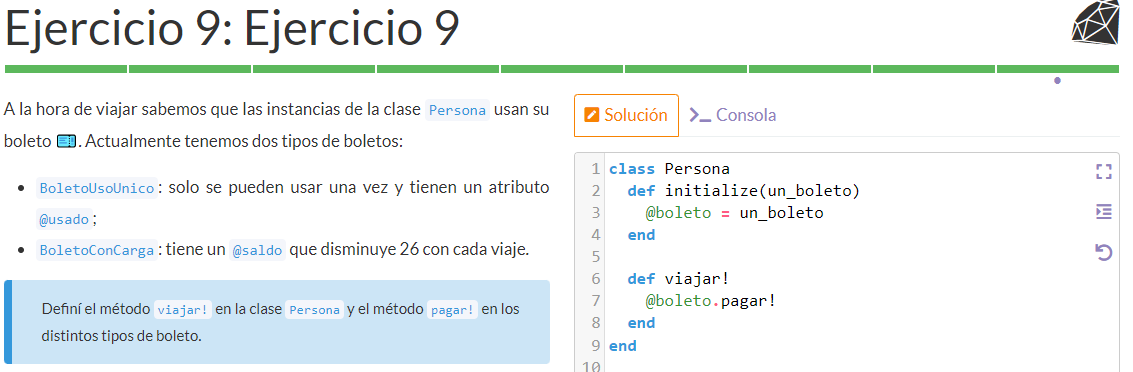 Ejercicio 9: Ejercicio 9
A la hora de viajar sabemos que las instancias de la clase Persona usan su
boleto 🎟️. Actualmente tenemos dos tipos de boletos:
• BoletoUsoUnico: solo se pueden usar una vez y tienen un atributo
@usado;
• BoletoConCarga: tiene un @saldo que disminuye 26 con cada viaje.
Definí el método viajar! en la clase Persona y el método pagar! en los
distintos tipos de boleto.
Solución
Consola
1 class Persona
2   def initialize(un_boleto)
3     @boleto = un_boleto
4   end
5
6   def viajar!
7     @boleto.pagar!
8   end
9 end
10